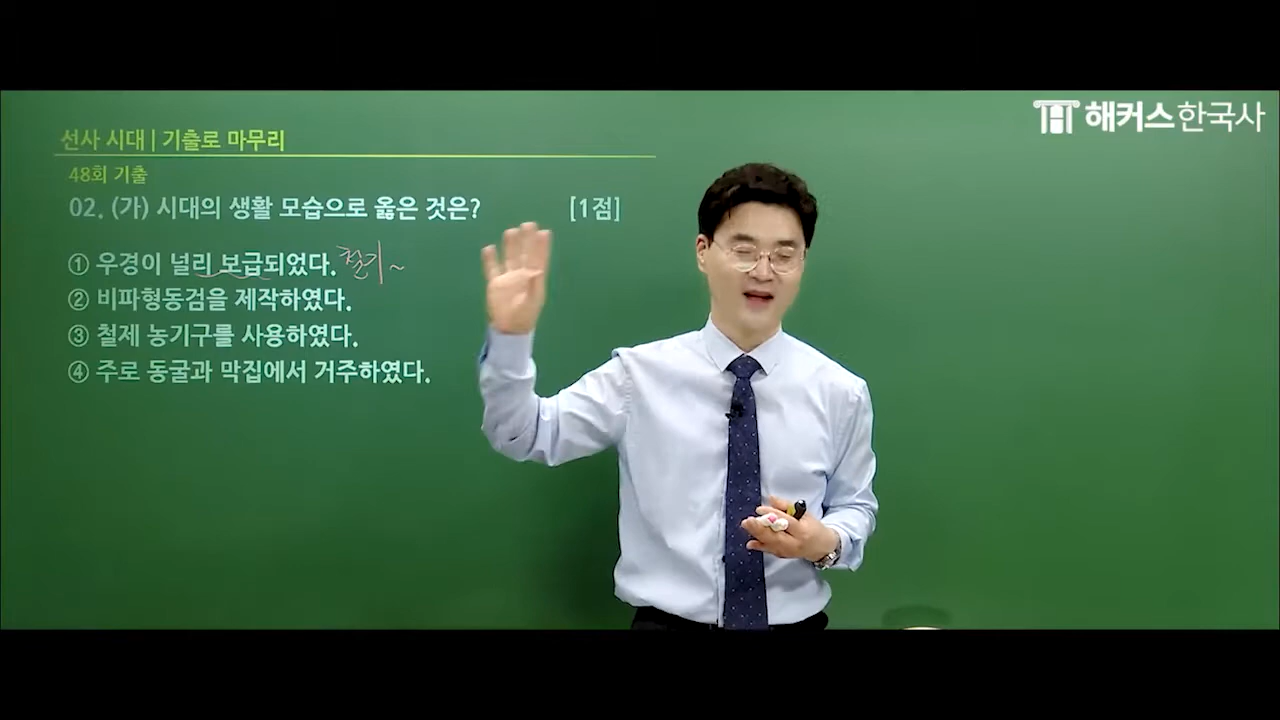 해커스한국사
선사 시대 | 기출로 마무리
48회 기출
02. (가) 시대의 생활 모습으로 옳은 것은? [1점]
① 우경이 널리 보급되었다. 철기~
② 비파형동검을 제작하였다.
③ 철제 농기구를 사용하였다.
④ 주로 동굴과 막집에서 거주하였다.